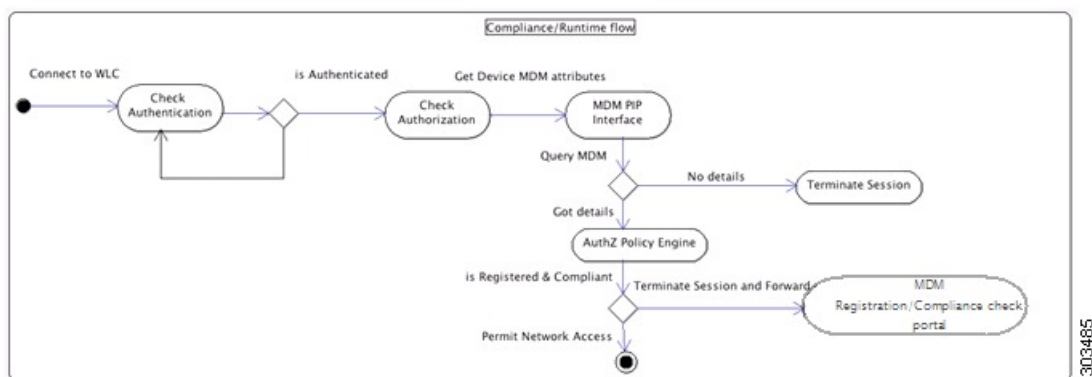 Compliance/Runtime flow
Connect to WLC
is Authenticated
Get Device MDM attributes
Check
Authentication
Check
Authorization
MDM PIP
Interface
Query MDM
No details
Terminate Session
Got details
AuthZ Policy Engine
is Registered & Compliant
Terminate Session and Forward
MDM
Registration/Compliance check
portal
Permit Network Access
303485